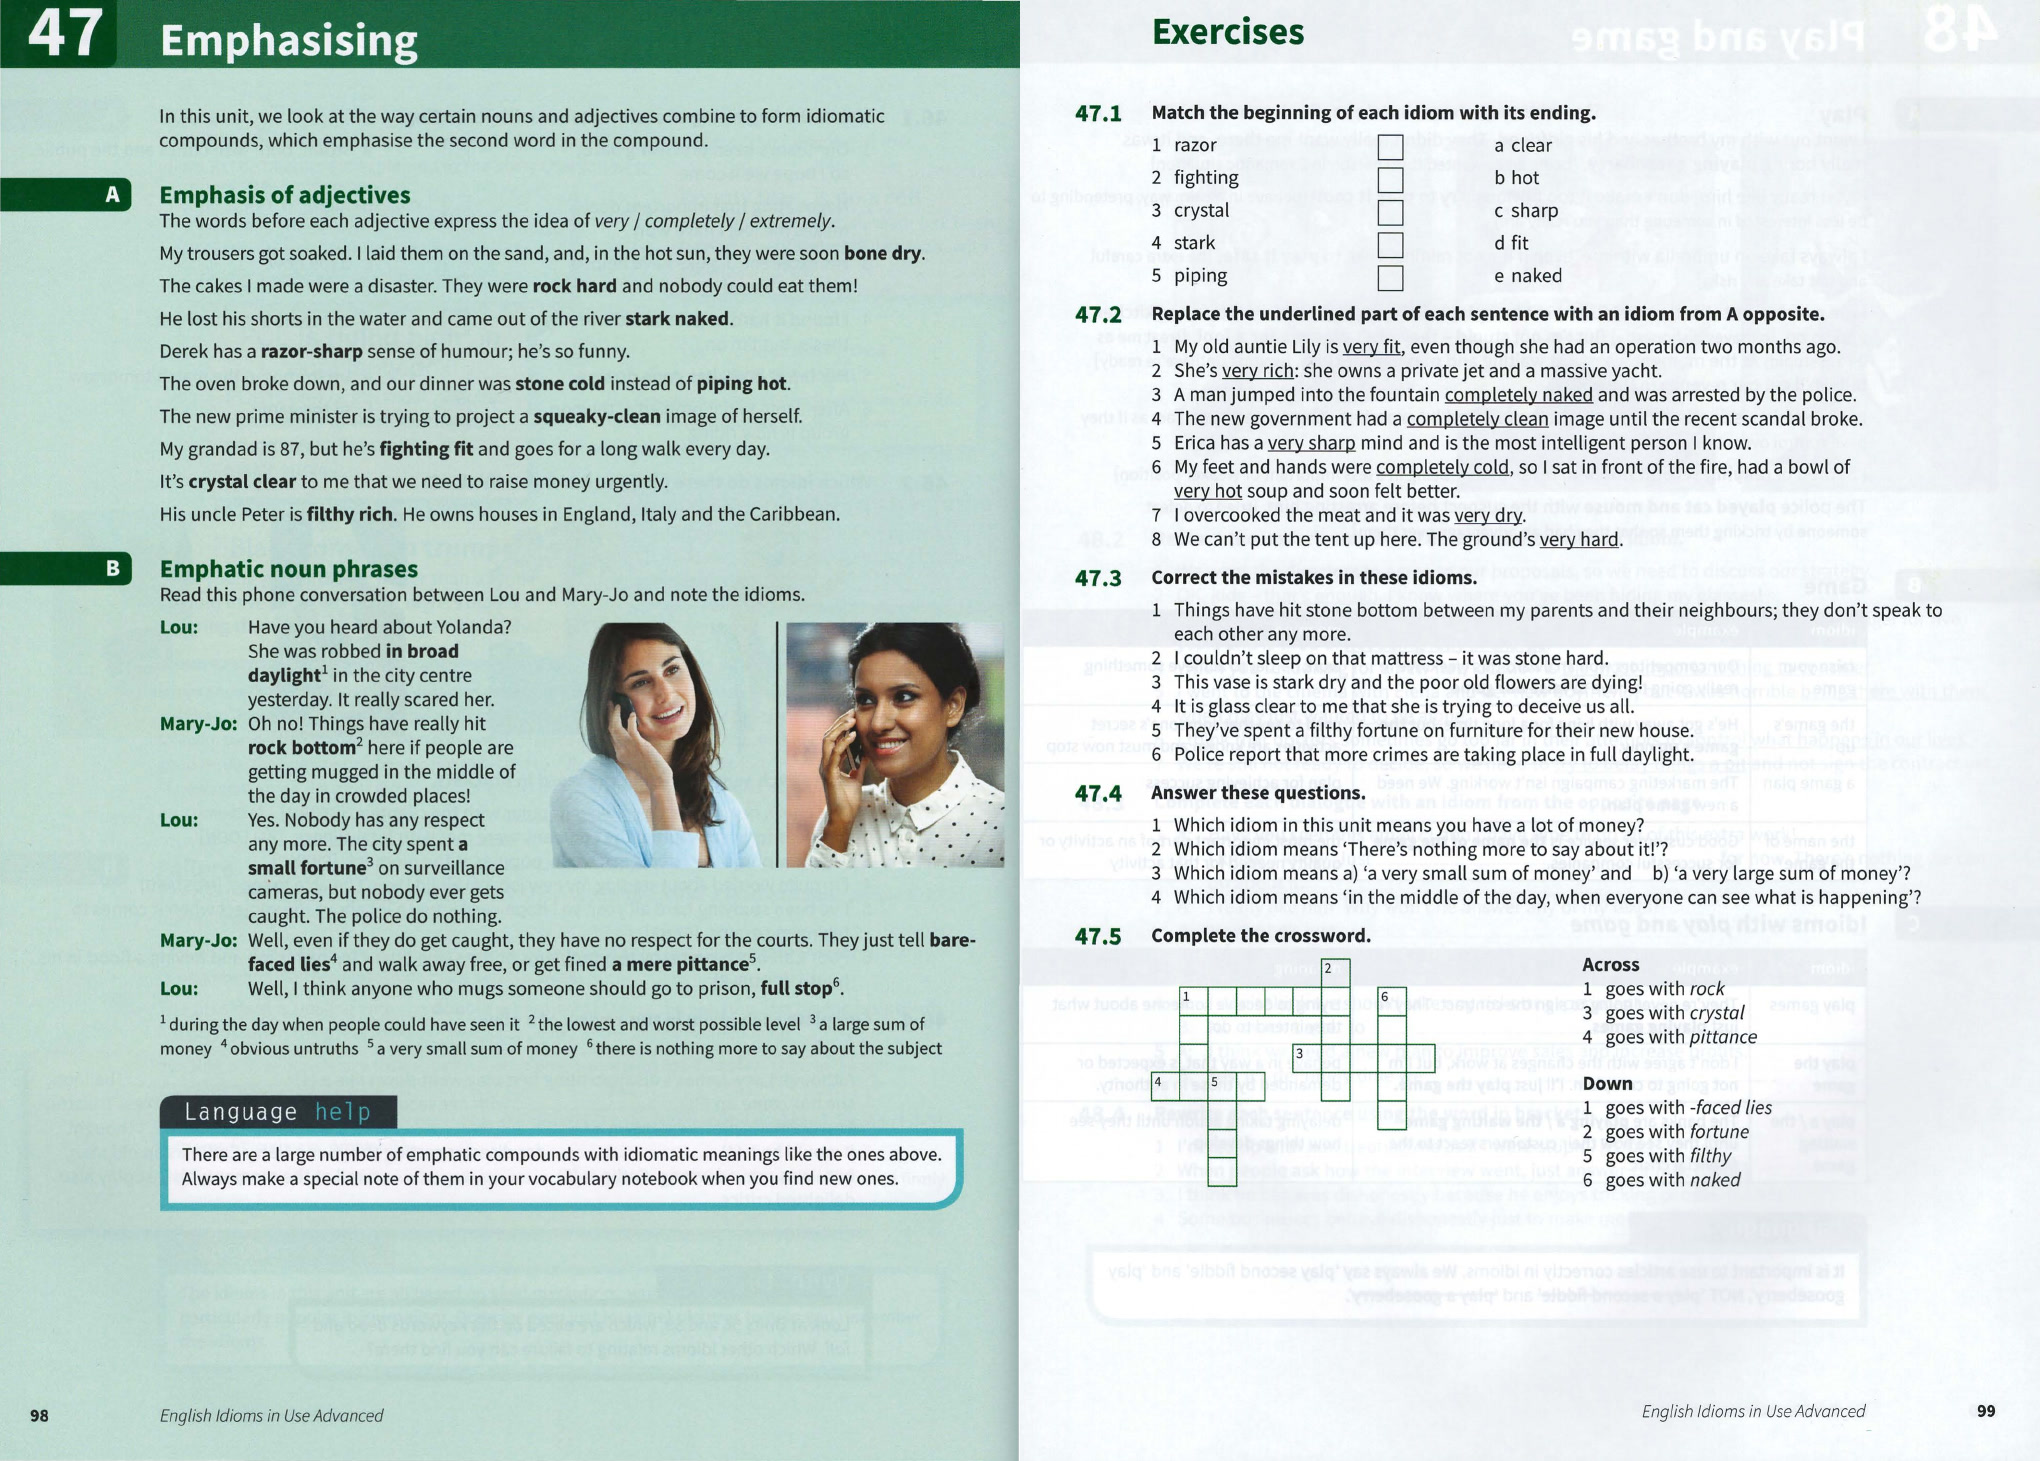 47
Emphasising
In this unit, we look at the way certain nouns and adjectives combine to form idiomatic
compounds, which emphasise the second word in the compound.
A
Emphasis of adjectives
The words before each adjective express the idea of very / completely / extremely.
My trousers got soaked. I laid them on the sand, and, in the hot sun, they were soon bone dry.
The cakes I made were a disaster. They were rock hard and nobody could eat them!
He lost his shorts in the water and came out of the river stark naked.
Derek has a razor-sharp sense of humour; he's so funny.
The oven broke down, and our dinner was stone cold instead of piping hot.
The new prime minister is trying to project a squeaky-clean image of herself.
My grandad is 87, but he's fighting fit and goes for a long walk every day.
It's crystal clear to me that we need to raise money urgently.
His uncle Peter is filthy rich. He owns houses in England, Italy and the Caribbean.
B
Emphatic noun phrases
Read this phone conversation between Lou and Mary-Jo and note the idioms.
Lou: Have you heard about Yolanda?
She was robbed in broad
daylight1 in the city centre
yesterday. It really scared her.
Mary-Jo: Oh no! Things have really hit
rock bottom2 here if people are
getting mugged in the middle of
the day in crowded places!
Lou: Yes. Nobody has any respect
any more. The city spent a
small fortune3 on surveillance
cameras, but nobody ever gets
caught. The police do nothing.
Mary-Jo: Well, even if they do get caught, they have no respect for the courts. They just tell bare-
faced lies4 and walk away free, or get fined a mere pittance5.
Lou: Well, I think anyone who mugs someone should go to prison, full stop6.
1 during the day when people could have seen it 2 the lowest and worst possible level 3 a large sum of
money 4 obvious untruths 5 a very small sum of money 6 there is nothing more to say about the subject
Language help
There are a large number of emphatic compounds with idiomatic meanings like the ones above.
Always make a special note of them in your vocabulary notebook when you find new ones.
98
English Idioms in Use Advanced
Exercises
47.1 Match the beginning of each idiom with its ending.
1 razor a clear
2 fighting b hot
3 crystal c sharp
4 stark d fit
5 piping e naked
47.2 Replace the underlined part of each sentence with an idiom from A opposite.
1 My old auntie Lily is very fit, even though she had an operation two months ago.
2 She's very rich: she owns a private jet and a massive yacht.
3 A man jumped into the fountain completely naked and was arrested by the police.
4 The new government had a completely clean image until the recent scandal broke.
5 Erica has a very sharp mind and is the most intelligent person I know.
6 My feet and hands were completely cold, so I sat in front of the fire, had a bowl of
very hot soup and soon felt better.
7 I overcooked the meat and it was very dry.
8 We can't put the tent up here. The ground's very hard.
47.3 Correct the mistakes in these idioms.
1 Things have hit stone bottom between my parents and their neighbours; they don't speak to
each other any more.
2 I couldn't sleep on that mattress – it was stone hard.
3 This vase is stark dry and the poor old flowers are dying!
4 It is glass clear to me that she is trying to deceive us all.
5 They've spent a filthy fortune on furniture for their new house.
6 Police report that more crimes are taking place in full daylight.
47.4 Answer these questions.
1 Which idiom in this unit means you have a lot of money?
2 Which idiom means 'There's nothing more to say about it!'?
3 Which idiom means a) 'a very small sum of money' and b) 'a very large sum of money'?
4 Which idiom means 'in the middle of the day, when everyone can see what is happening'?
47.5 Complete the crossword.
2
1
6
3
4
5
Across
1 goes with rock
3 goes with crystal
4 goes with pittance
Down
1 goes with -faced lies
2 goes with fortune
5 goes with filthy
6 goes with naked
English Idioms in Use Advanced
99